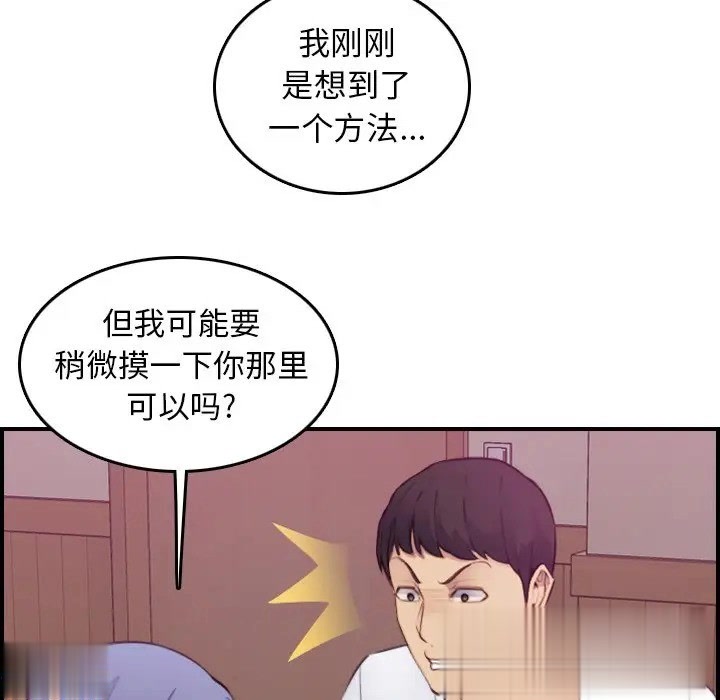 我刚刚
是想到了
一个方法...
但我可能要
稍微摸一下你那里
可以吗?